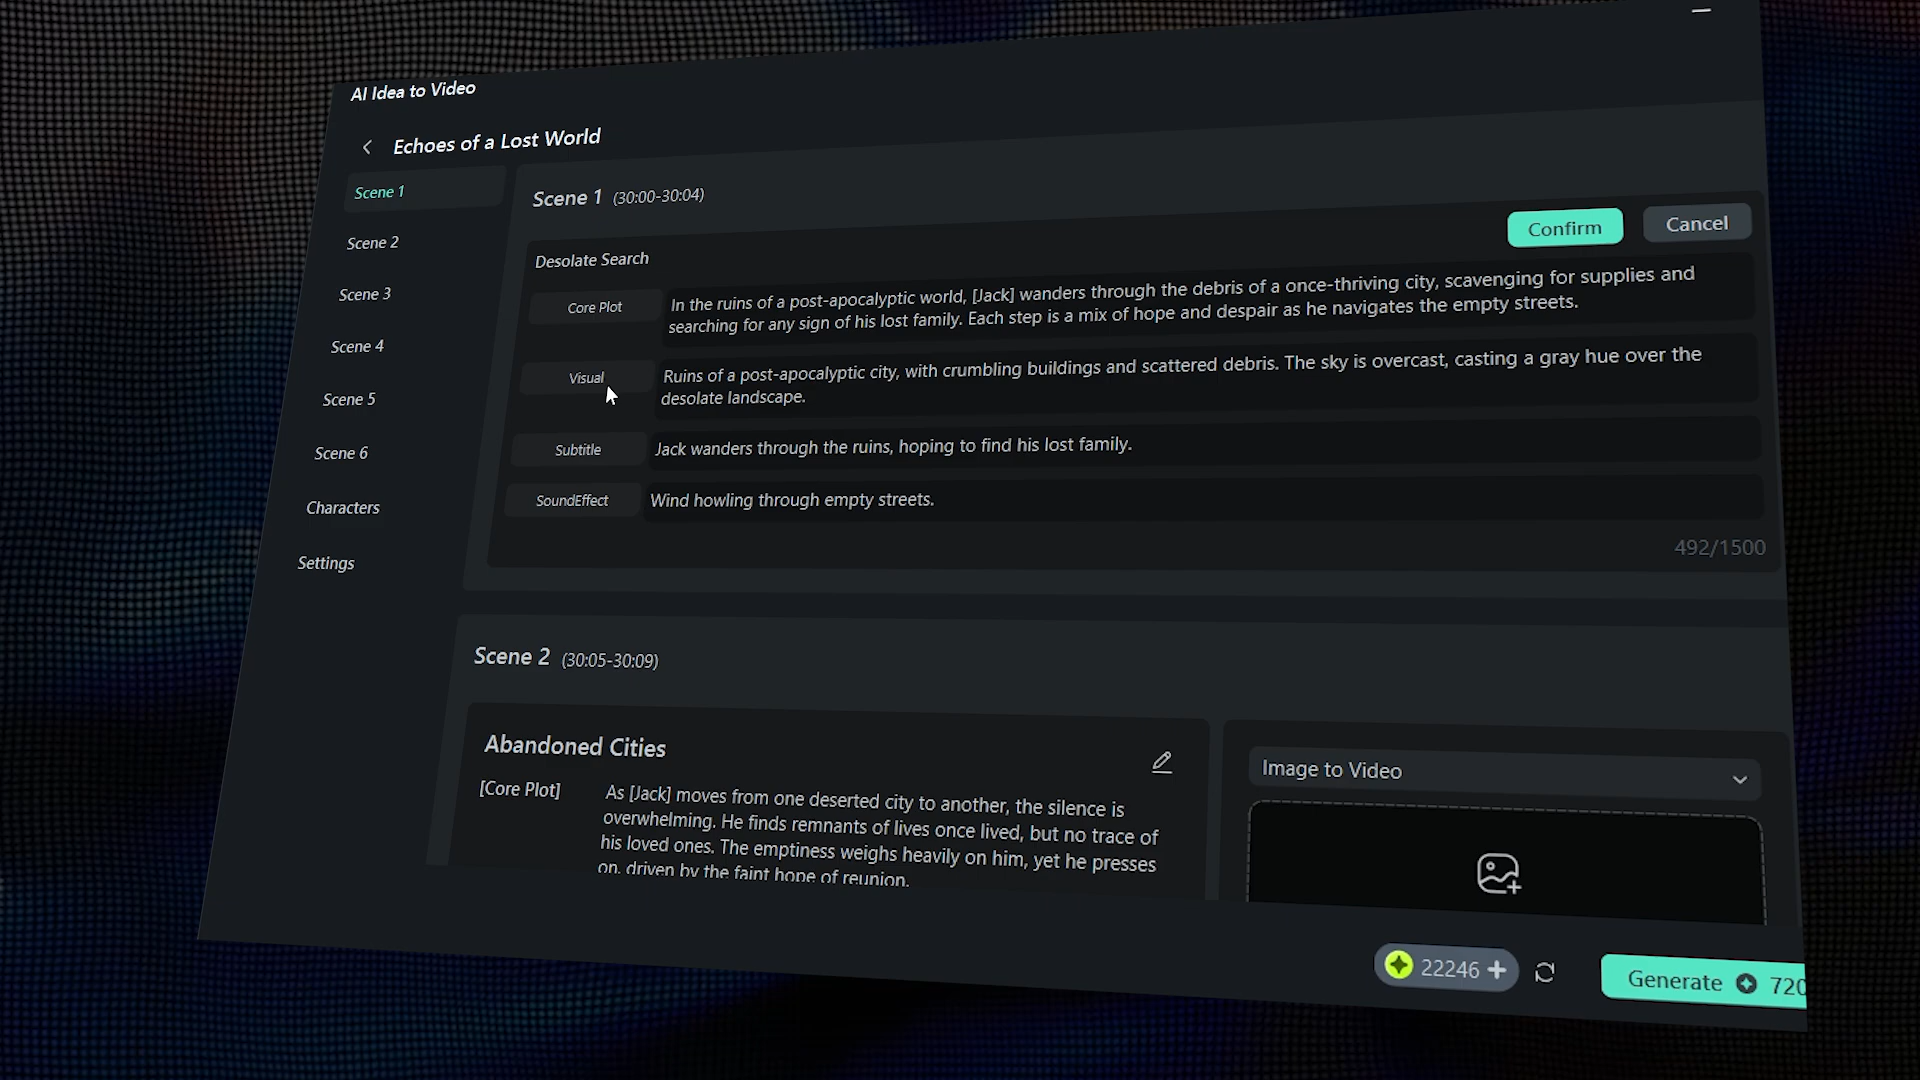 AI Idea to Video
Echoes of a Lost World
Scene 1
Scene 2
Scene 3
Scene 4
Scene 5
Scene 6
Characters
Settings
Scene 1 (30:00-30:04)
Confirm
Cancel
Desolate Search
Core Plot
In the ruins of a post-apocalyptic world, [Jack] wanders through the debris of a once-thriving city, scavenging for supplies and
searching for any sign of his lost family. Each step is a mix of hope and despair as he navigates the empty streets.
Visual
Ruins of a post-apocalyptic city, with crumbling buildings and scattered debris. The sky is overcast, casting a gray hue over the
desolate landscape.
Subtitle
Jack wanders through the ruins, hoping to find his lost family.
SoundEffect
Wind howling through empty streets.
492/1500
Scene 2 (30:05-30:09)
Abandoned Cities
[Core Plot]
As [Jack] moves from one deserted city to another, the silence is
overwhelming. He finds remnants of lives once lived, but no trace of
his loved ones. The emptiness weighs heavily on him, yet he presses
on, driven by the faint hope of reunion.
Image to Video
22246
Generate 720